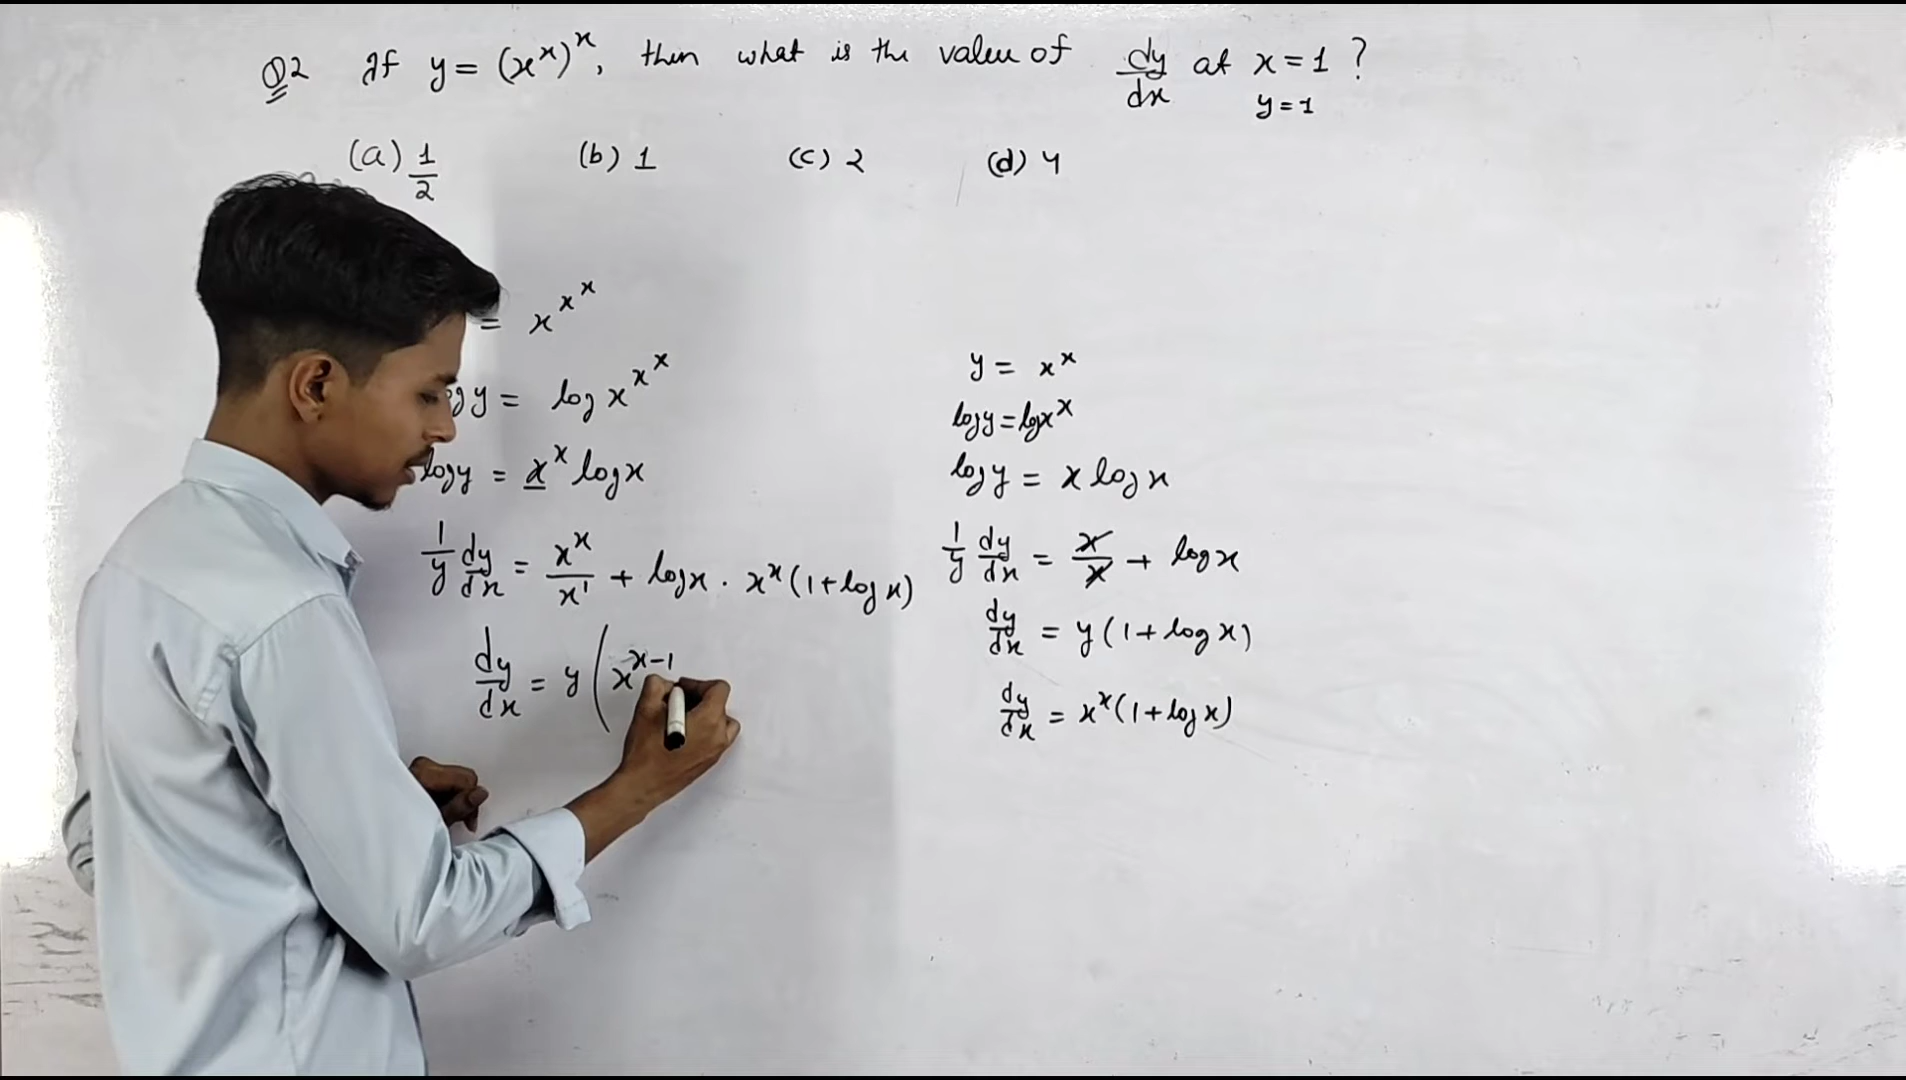 Q2 If y = (x^x)^x, then what is the value of dy/dx at x = 1 ?
y = 1
(a) 1/2 (b) 1 (c) 2 (d) 4
= x^x^x
y = log x^x^x
log y = x^x log x
1/y dy/dx = x^x/x^1 + log x . x^x (1 + log x)
dy/dx = y ( x^x-1
y = x^x
log y = log x^x
log y = x log x
1/y dy/dx = x/x + log x
dy/dx = y (1 + log x)
dy/dx = x^x (1 + log x)